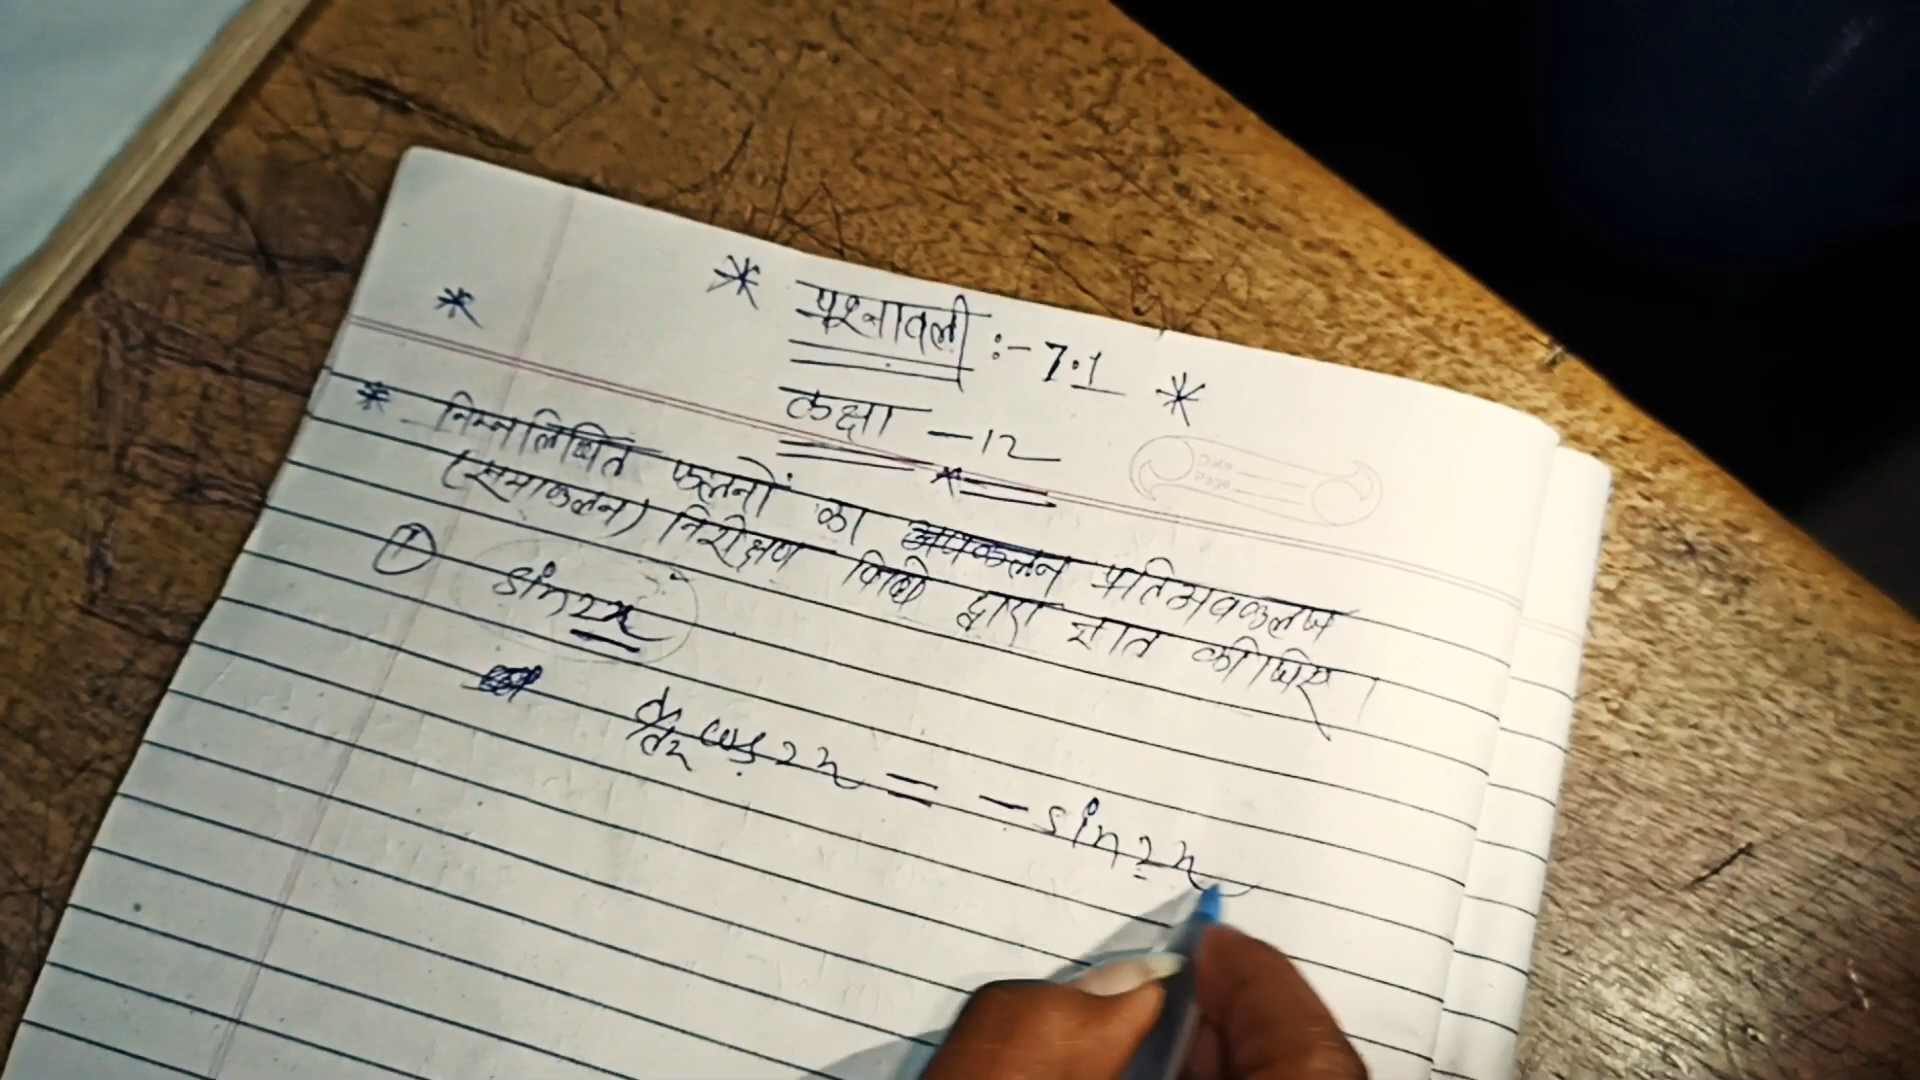 * प्रश्नावली :- 7.1 *
*
कक्षा - 12
*
* निम्नलिखित फलनों का अवकलन प्रतिअवकलज
(समाकलन) निरीक्षण विधि द्वारा ज्ञात कीजिए।
① sin2x
d/dx cos2x = - sin2x
Date
Page